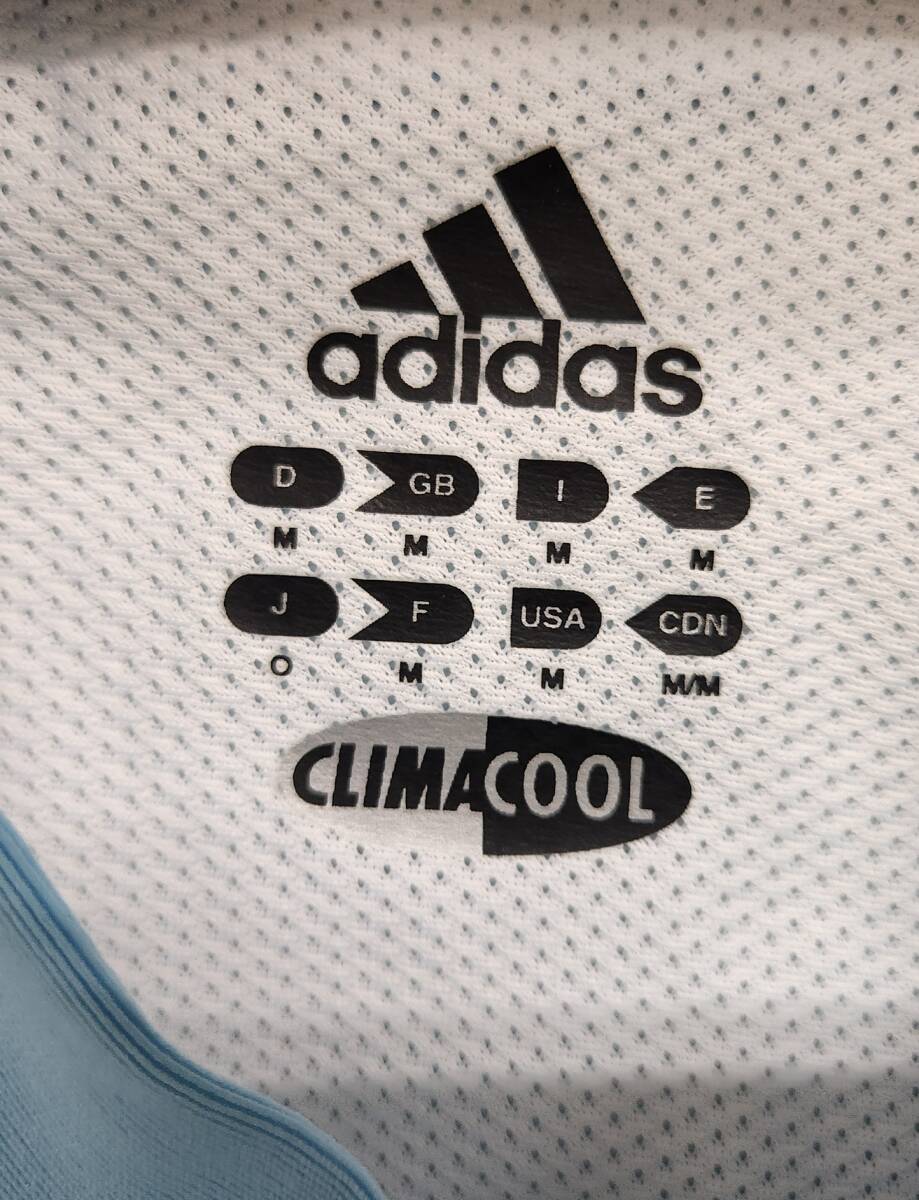 adidas
D GB I E
M M M M
J F USA CDN
O M M M/M
CLIMACOOL